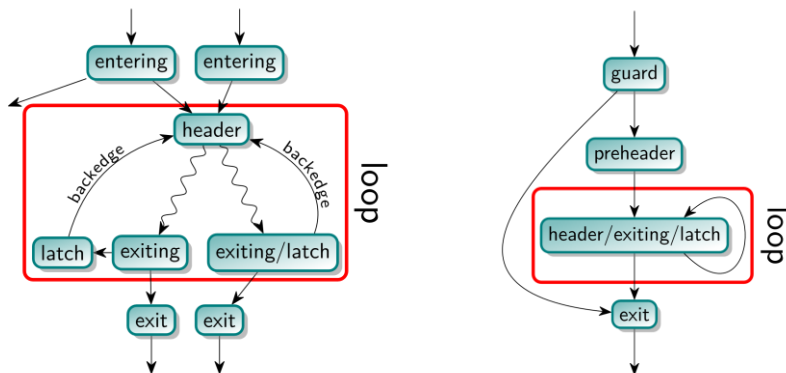 entering
entering
header
backedge
backedge
latch
exiting
exiting/latch
exit
exit
loop
guard
preheader
header/exiting/latch
exit
loop